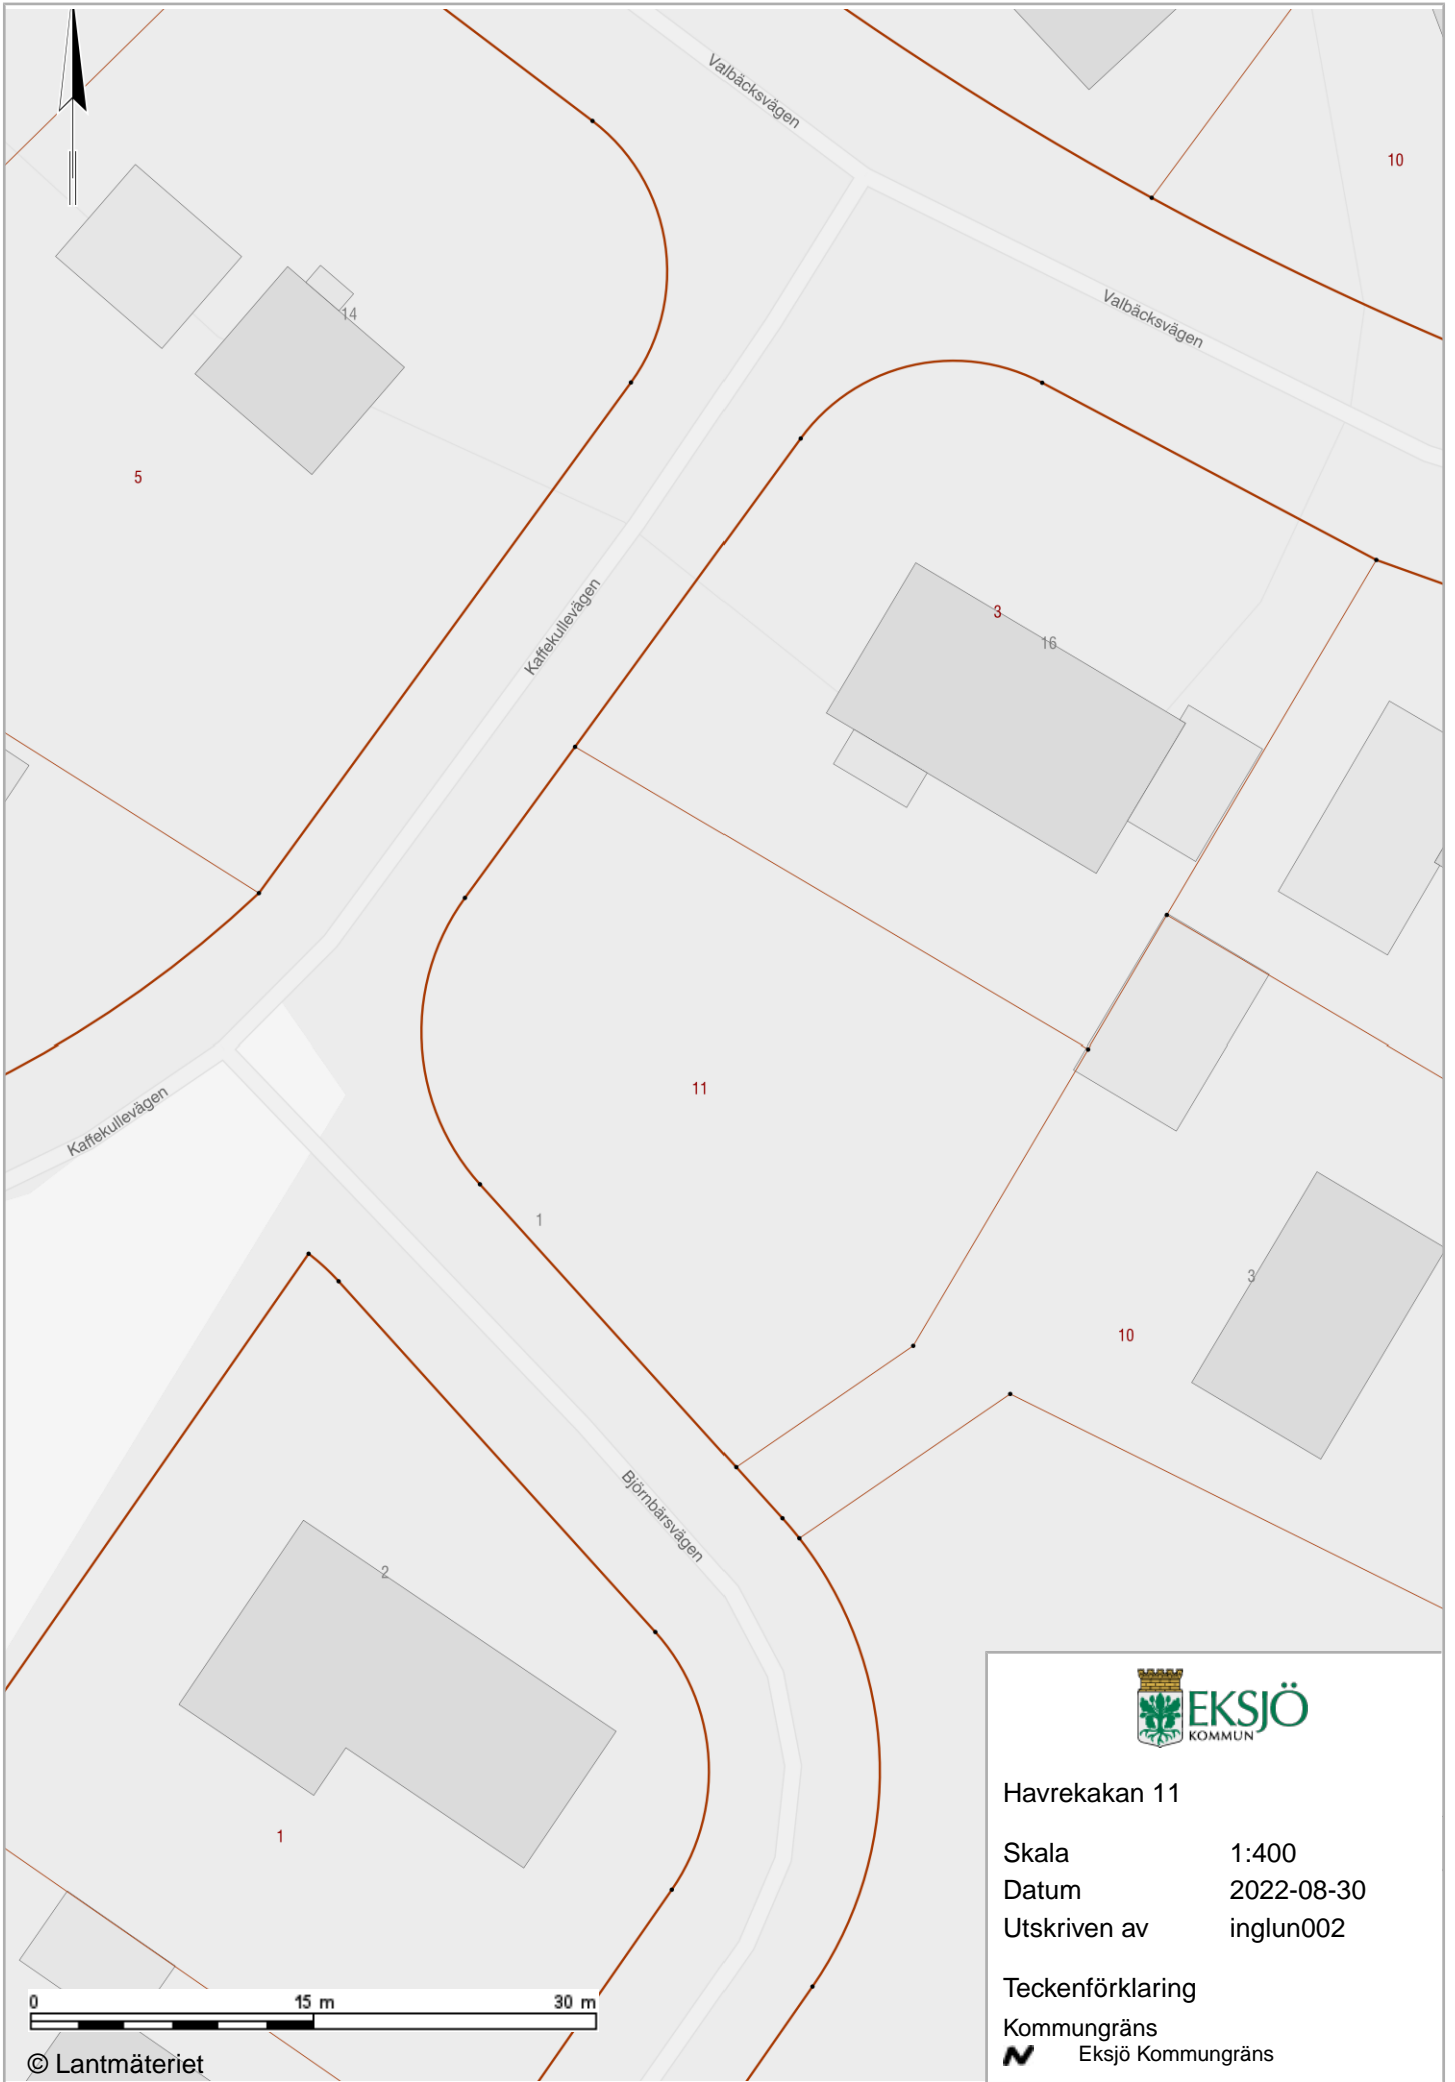 Valbäcksvägen
10
Valbäcksvägen
14
5
Kaffekullevägen
3
16
11
Kaffekullevägen
1
3
10
Björnbärsvägen
2
1
EKSJÖ
KOMMUN
Havrekakan 11
Skala 1:400
Datum 2022-08-30
Utskriven av inglun002
Teckenförklaring
Kommungräns
Eksjö Kommungräns
0 15 m 30 m
© Lantmäteriet